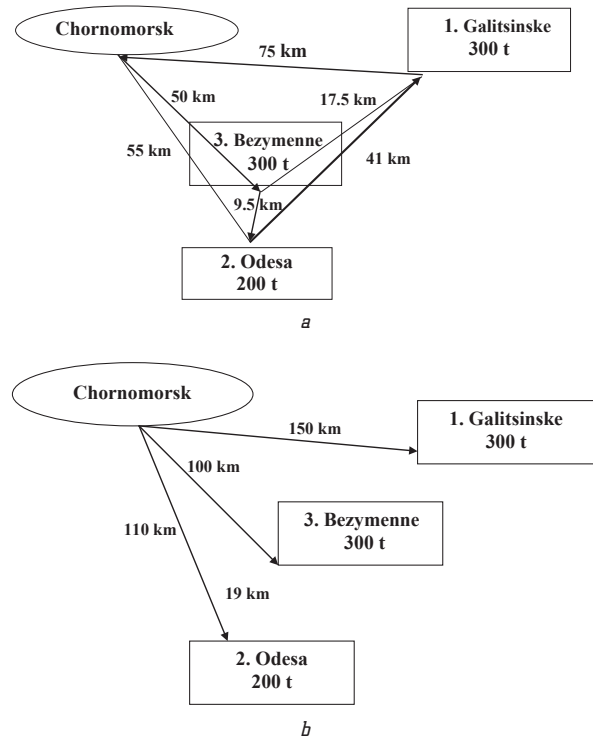 Chornomorsk
1. Galitsinske
300 t
75 km
50 km
17.5 km
55 km
3. Bezymenne
300 t
41 km
9.5 km
2. Odesa
200 t
a
Chornomorsk
150 km
1. Galitsinske
300 t
100 km
110 km
3. Bezymenne
300 t
19 km
2. Odesa
200 t
b